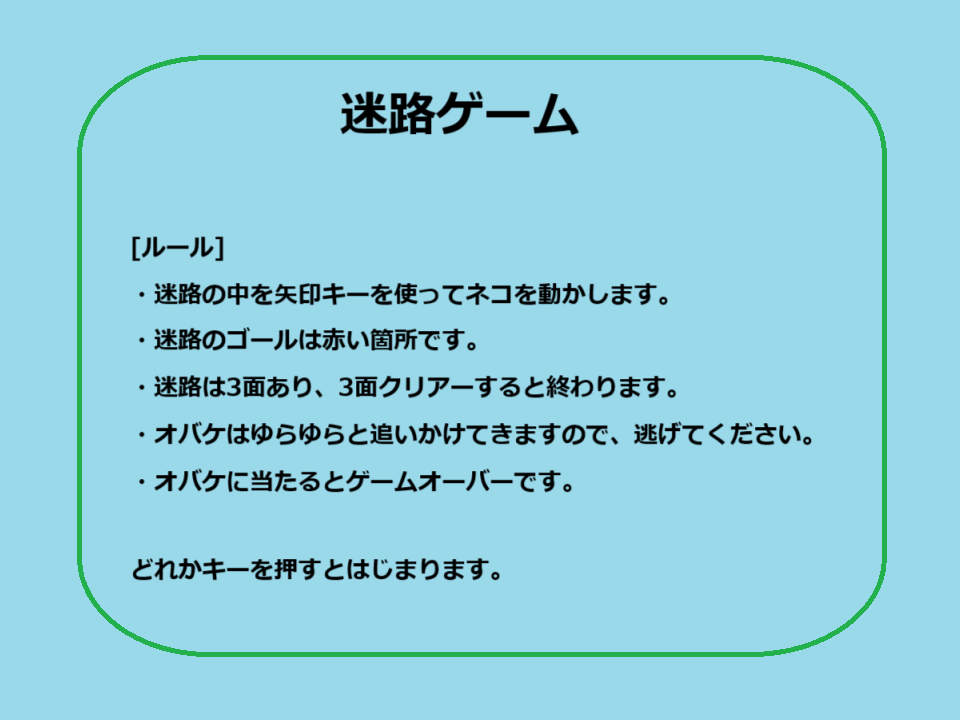 迷路ゲーム
[ルール]
・迷路の中を矢印キーを使ってネコを動かします。
・迷路のゴールは赤い箇所です。
・迷路は3面あり、3面クリアーすると終わります。
・オバケはゆらゆらと追いかけてきますので、逃げてください。
・オバケに当たるとゲームオーバーです。
どれかキーを押すとはじまります。